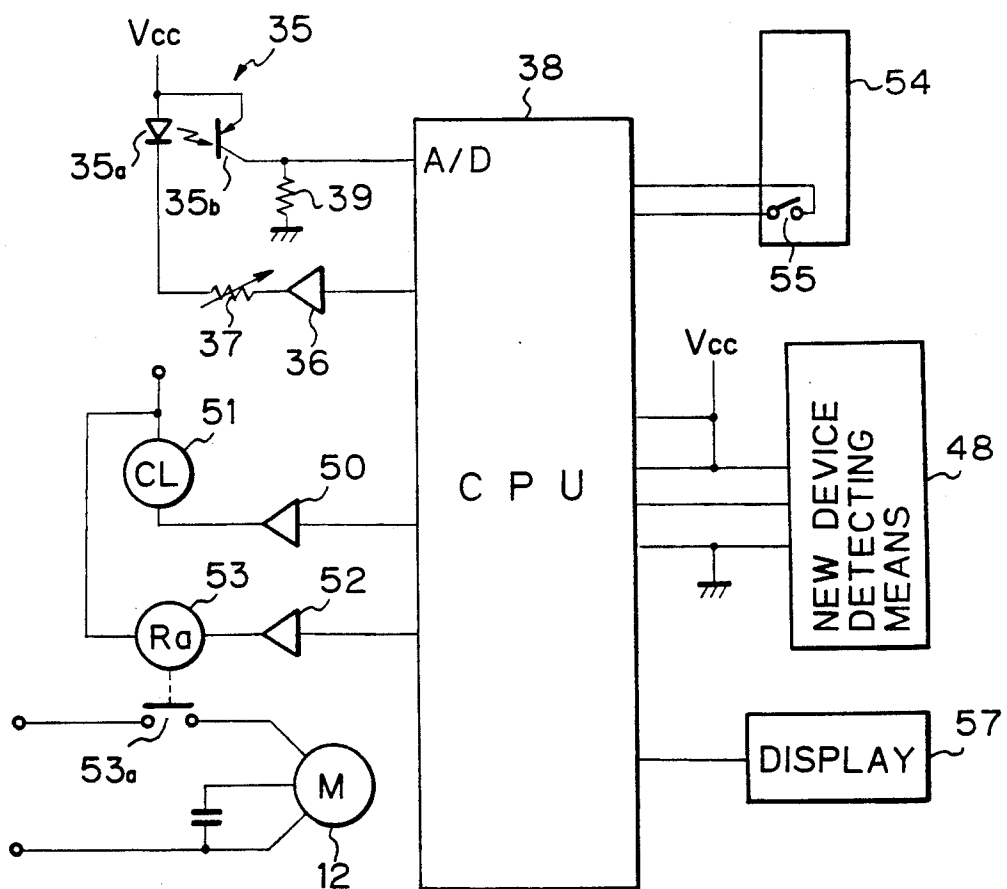 Vcc
35
38
54
35a
35b
A/D
39
55
37
36
Vcc
51
CL
50
CPU
NEW DEVICE
DETECTING
MEANS
48
53
Ra
52
53a
M
12
DISPLAY
57